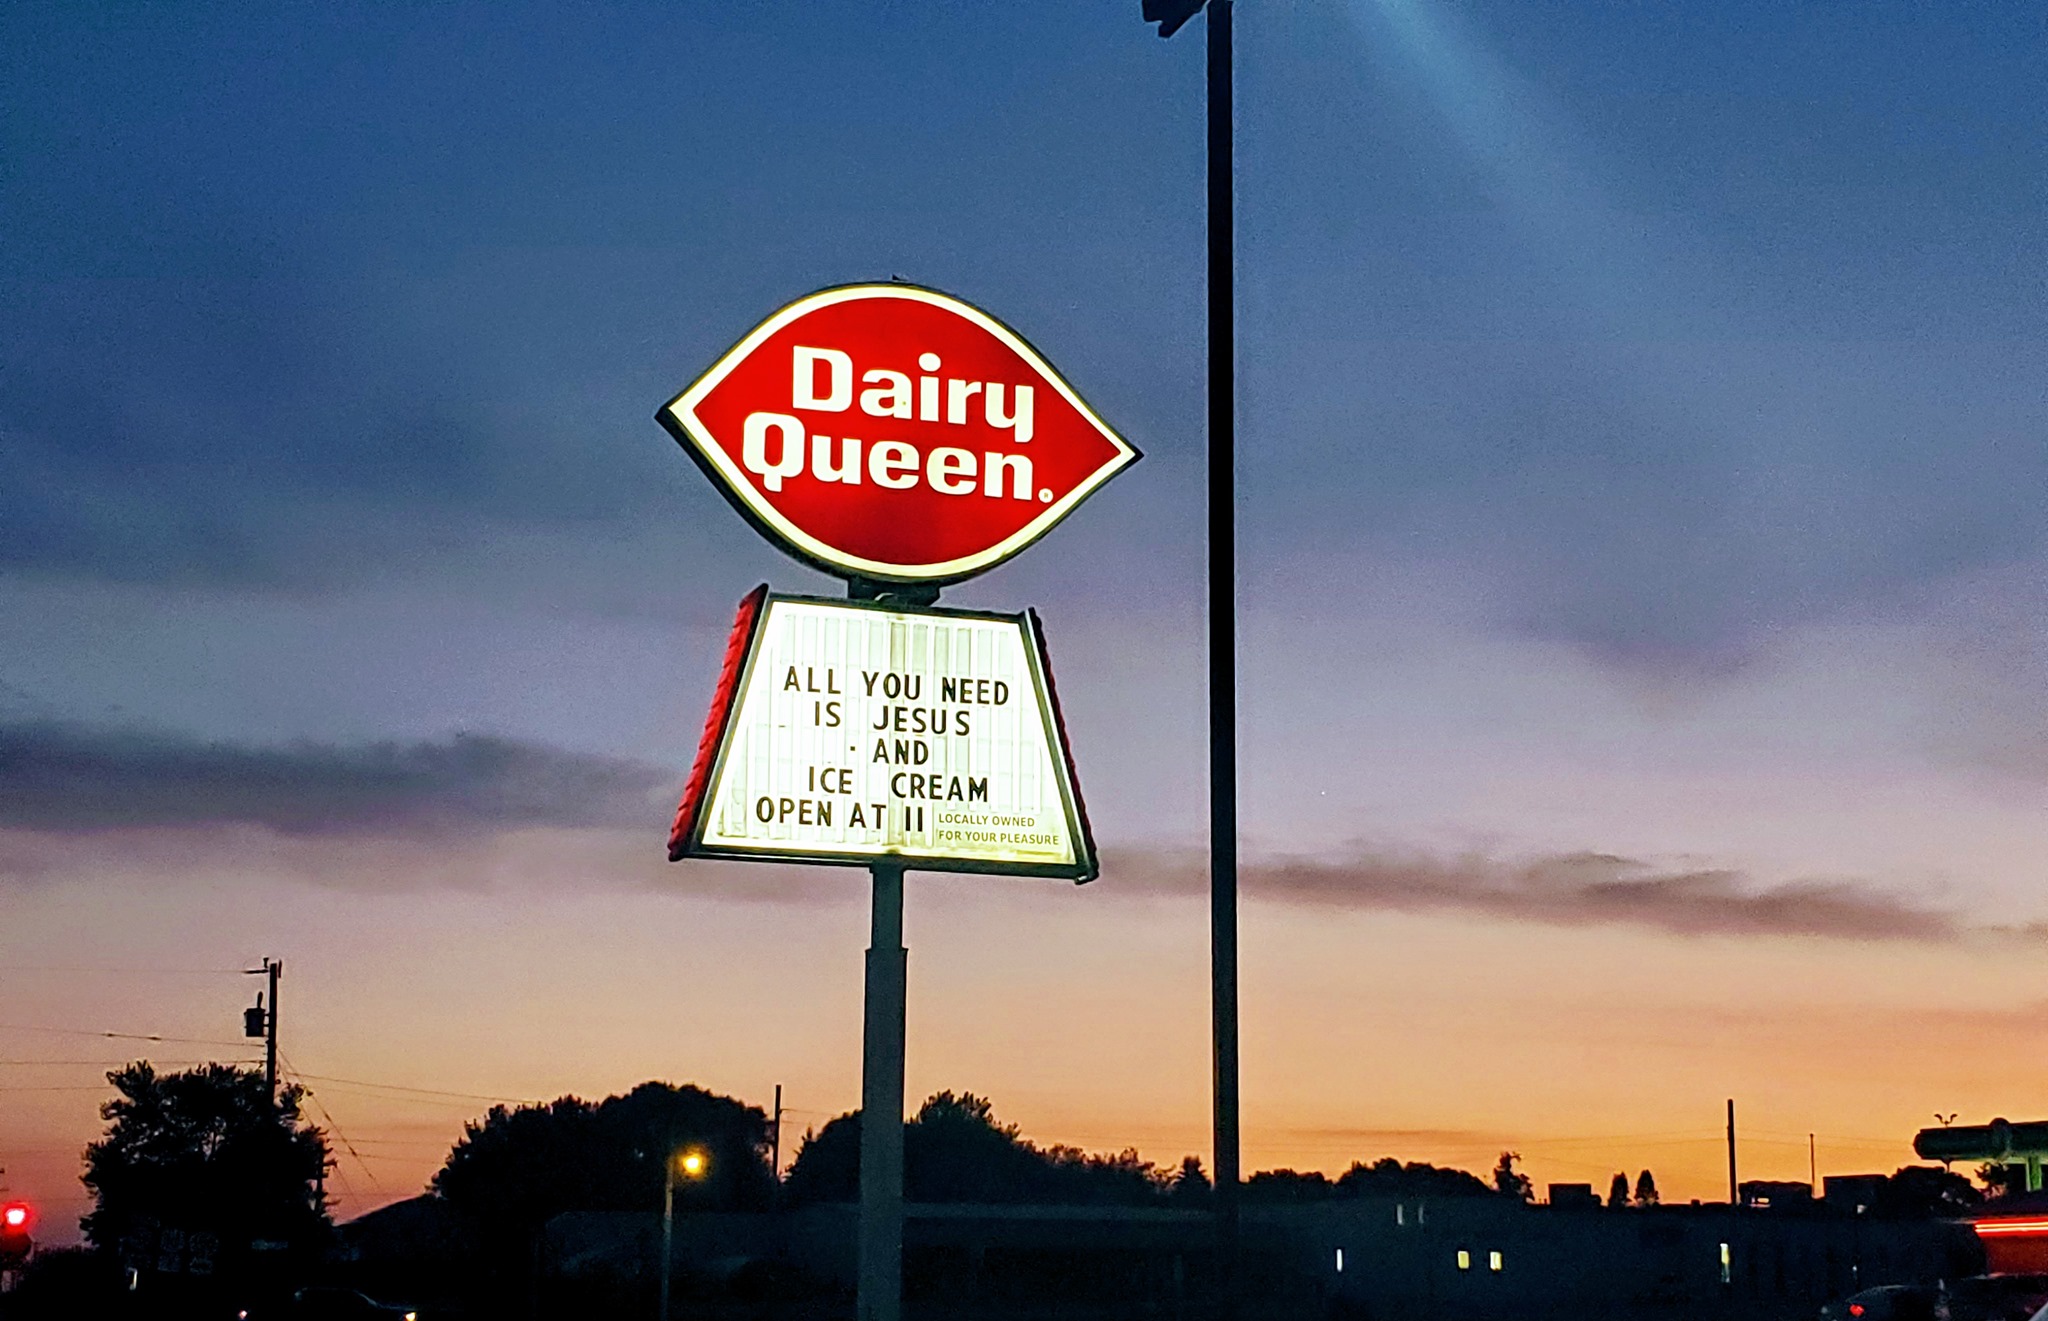 Dairy
Queen.®
ALL YOU NEED
IS JESUS
· AND
ICE CREAM
OPEN AT 11
LOCALLY OWNED
FOR YOUR PLEASURE